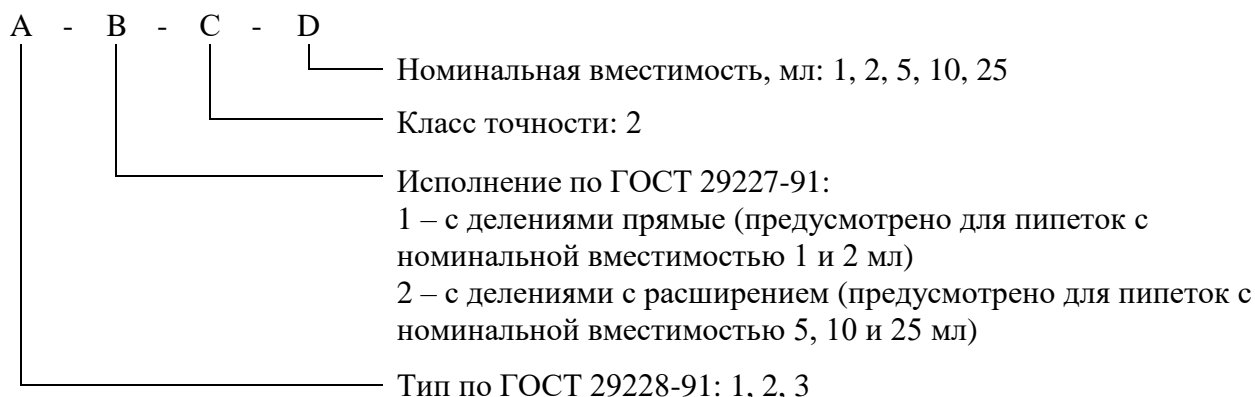 A - B - C - D
Номинальная вместимость, мл: 1, 2, 5, 10, 25
Класс точности: 2
Исполнение по ГОСТ 29227-91:
1 – с делениями прямые (предусмотрено для пипеток с
номинальной вместимостью 1 и 2 мл)
2 – с делениями с расширением (предусмотрено для пипеток с
номинальной вместимостью 5, 10 и 25 мл)
Тип по ГОСТ 29228-91: 1, 2, 3